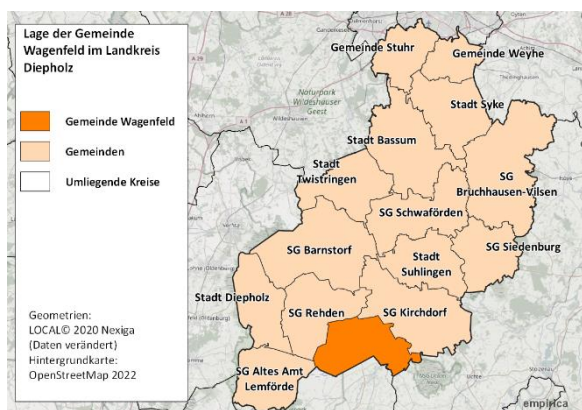 Lage der Gemeinde
Wagenfeld im Landkreis
Diepholz
Gemeinde Wagenfeld
Gemeinden
Umliegende Kreise
Geometrien:
LOCAL© 2020 Nexiga
(Daten verändert)
Hintergrundkarte:
OpenStreetMap 2022
Gemeinde Stuhr
Gemeinde Weyhe
Naturpark
Wildeshauser
Geest
Stadt Syke
Stadt Bassum
Stadt
Twistringen
SG
Bruchhausen-Vilsen
SG Schwaförden
SG Barnstorf
SG Siedenburg
Stadt
Suhlingen
Stadt Diepholz
SG Rehden
SG Kirchdorf
SG Altes Amt
Lemförde
empirica